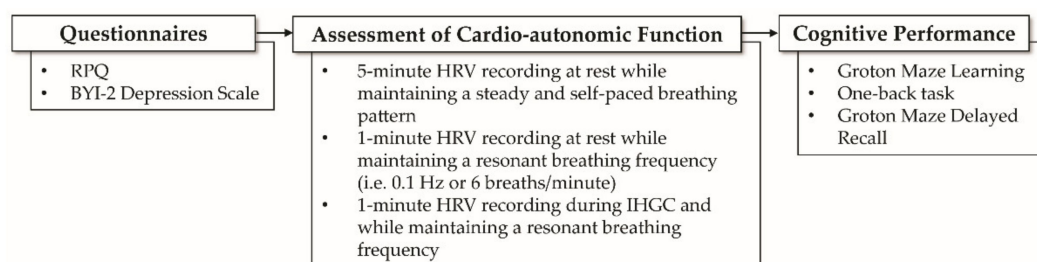 Questionnaires
• RPQ
• BYI-2 Depression Scale
Assessment of Cardio-autonomic Function
• 5-minute HRV recording at rest while
maintaining a steady and self-paced breathing
pattern
• 1-minute HRV recording at rest while
maintaining a resonant breathing frequency
(i.e. 0.1 Hz or 6 breaths/minute)
• 1-minute HRV recording during IHGC and
while maintaining a resonant breathing
frequency
Cognitive Performance
• Groton Maze Learning
• One-back task
• Groton Maze Delayed
Recall